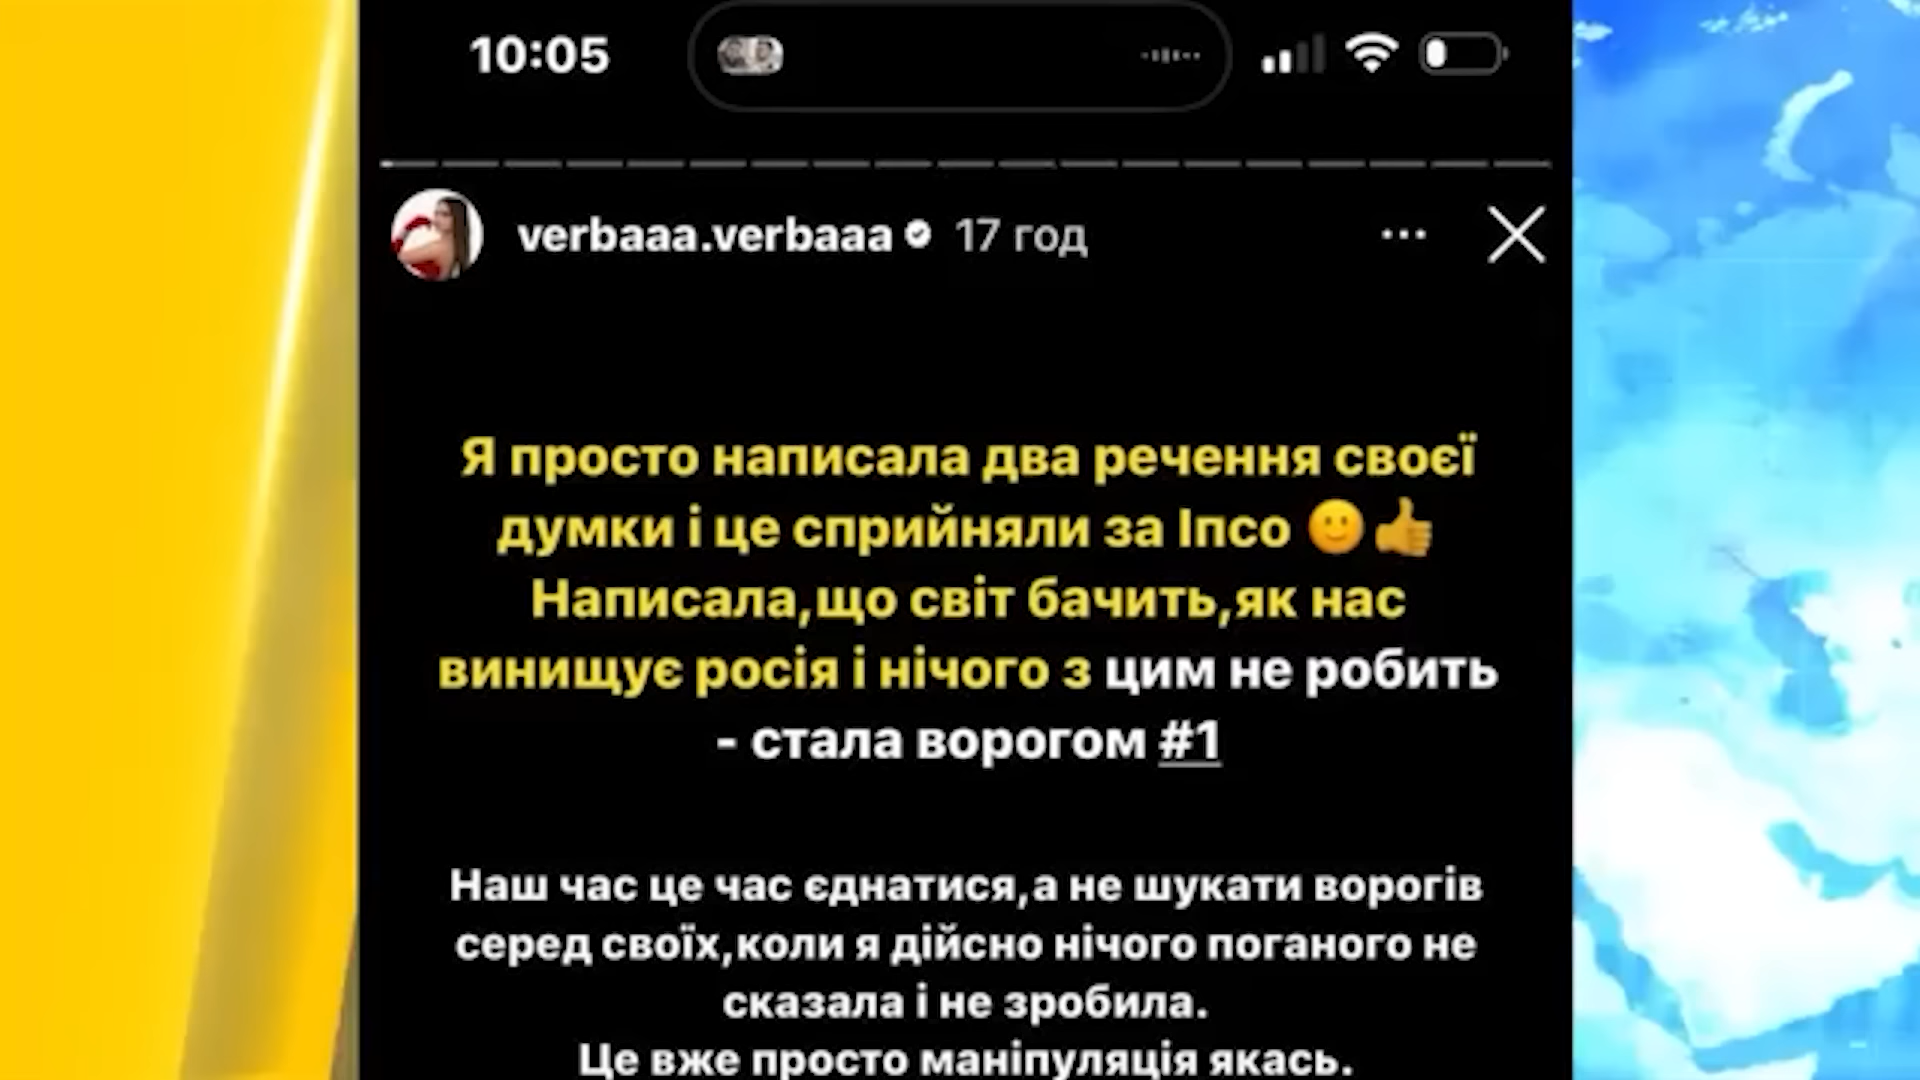 10:05
verbaaa.verbaaa 17 год
Я просто написала два речення своєї
думки і це сприйняли за Іпсо 🙂👍
Написала,що світ бачить,як нас
винищує росія і нічого з цим не робить
- стала ворогом #1
Наш час це час єднатися,а не шукати ворогів
серед своїх,коли я дійсно нічого поганого не
сказала і не зробила.
Це вже просто маніпуляція якась.